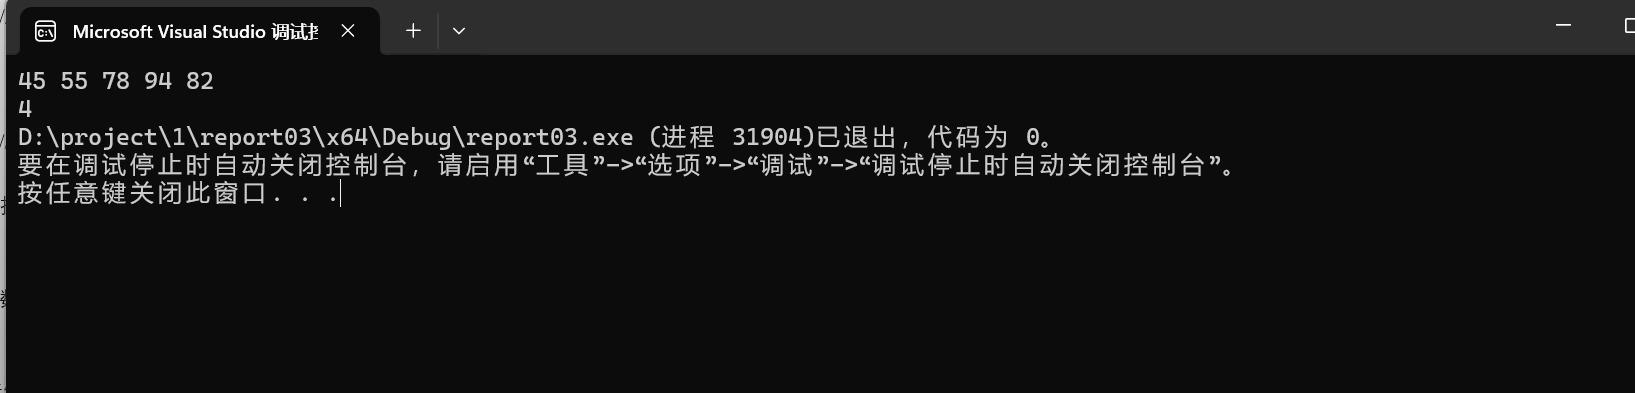 Microsoft Visual Studio 调试
45 55 78 94 82
4
D:\project\1\report03\x64\Debug\report03.exe (进程 31904)已退出，代码为 0。
要在调试停止时自动关闭控制台，请启用“工具”->“选项”->“调试”->“调试停止时自动关闭控制台”。
按任意键关闭此窗口. . .